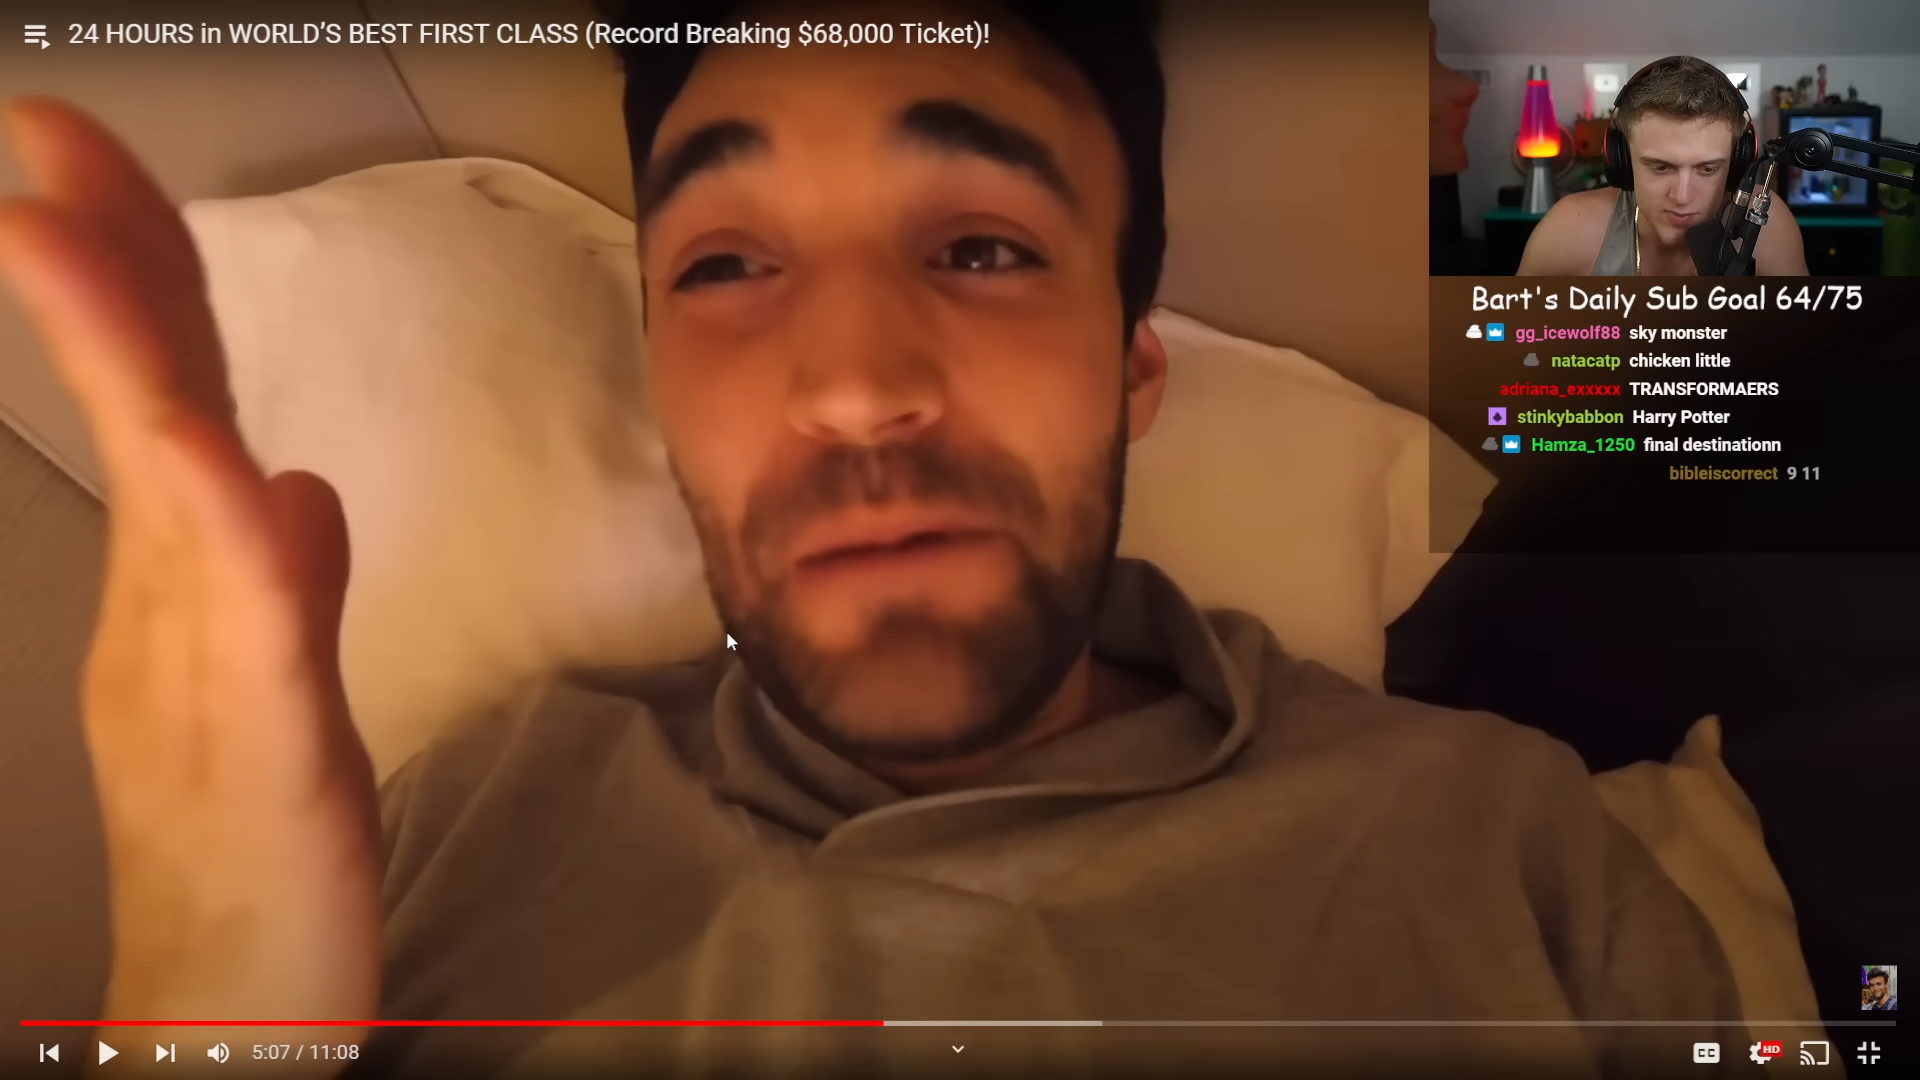 24 HOURS in WORLD’S BEST FIRST CLASS (Record Breaking $68,000 Ticket)!
Bart's Daily Sub Goal 64/75
gg_icewolf88 sky monster
natacatp chicken little
adriana_exxxxx TRANSFORMAERS
stinkybabbon Harry Potter
Hamza_1250 final destinationn
bibleiscorrect 9 11
5:07 / 11:08
CC
HD